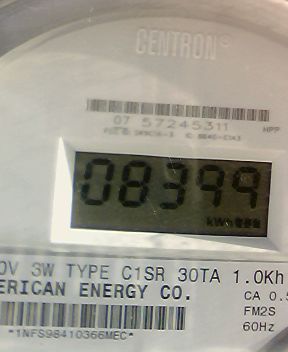 CENTRON®
07 57245311
HPP
08399
kWh
0V 3W TYPE C1SR 30TA 1.0Kh
ERICAN ENERGY CO.
CA 0.5
FM2S
60Hz
*1NFS98410366MEC*